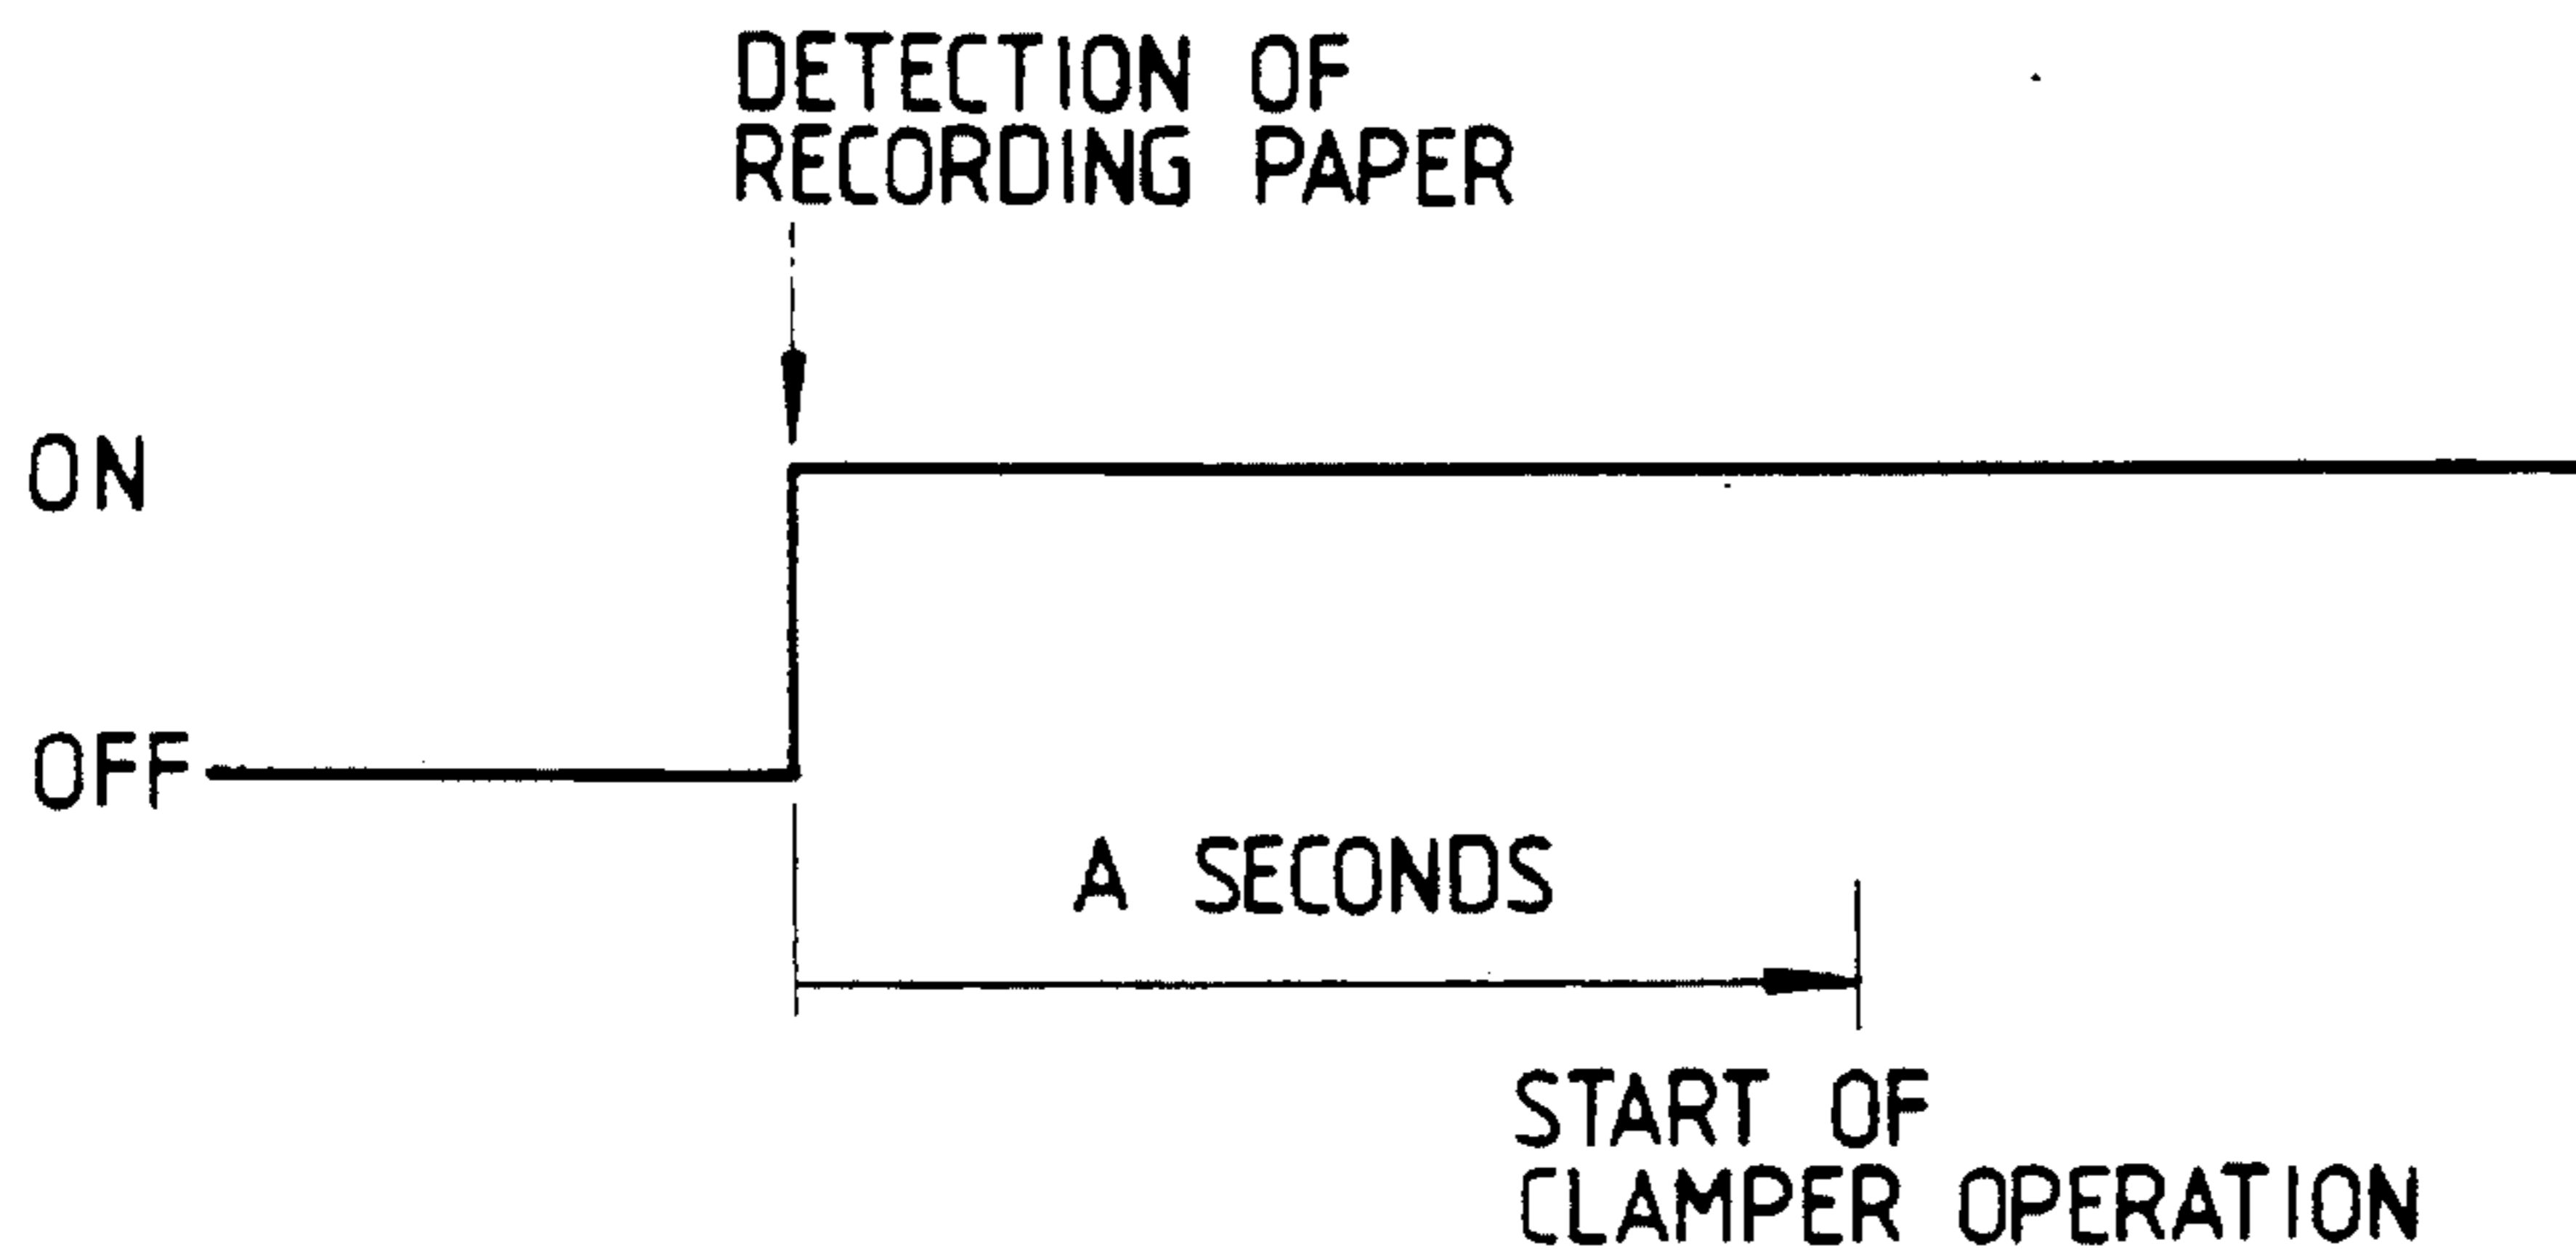 DETECTION OF
RECORDING PAPER
ON
OFF
A SECONDS
START OF
CLAMPER OPERATION